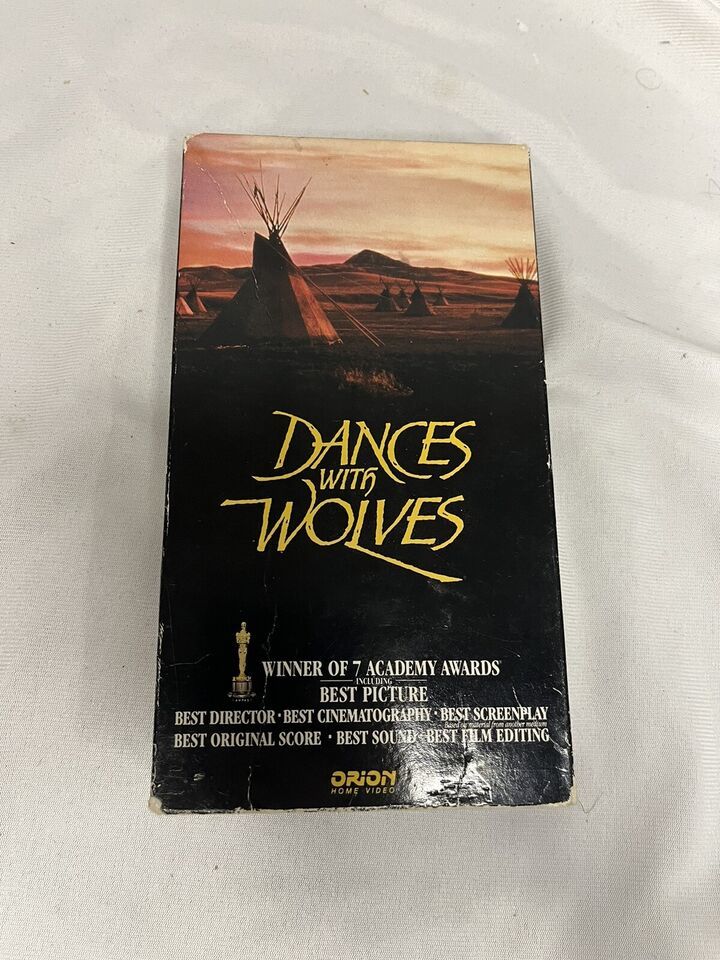 DANCES
WITH
WOLVES
WINNER OF 7 ACADEMY AWARDS
INCLUDING
BEST PICTURE
BEST DIRECTOR · BEST CINEMATOGRAPHY · BEST SCREENPLAY
Based on material from another medium
BEST ORIGINAL SCORE · BEST SOUND · BEST FILM EDITING
ORION
HOME VIDEO